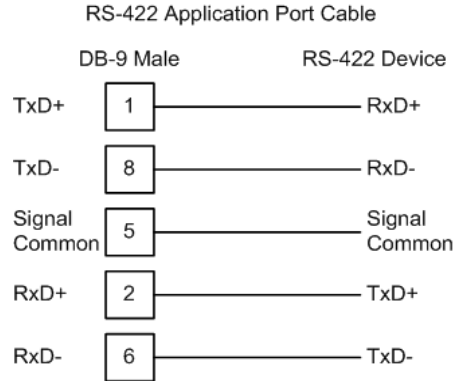 RS-422 Application Port Cable
DB-9 Male RS-422 Device
TxD+ 1 RxD+
TxD- 8 RxD-
Signal Common 5 Signal Common
RxD+ 2 TxD+
RxD- 6 TxD-